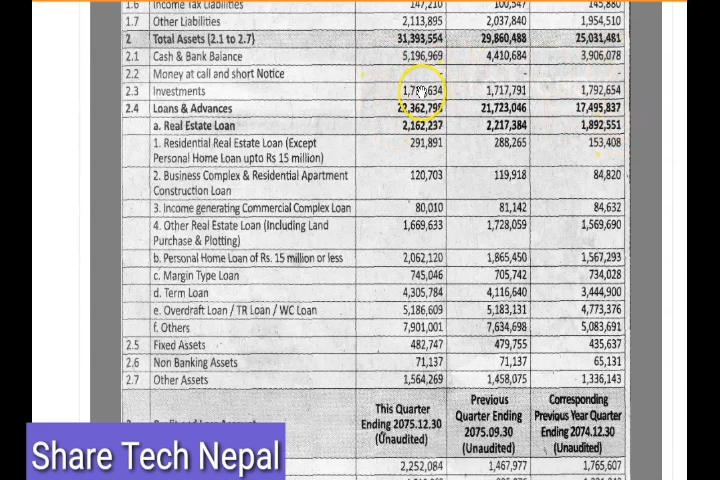 1.6 Income Tax Liabilities 147,210 100,547 145,880
1.7 Other Liabilities 2,113,895 2,037,840 1,954,510
2 Total Assets (2.1 to 2.7) 31,393,554 29,860,488 25,031,481
2.1 Cash & Bank Balance 5,196,969 4,410,684 3,906,078
2.2 Money at call and short Notice - - -
2.3 Investments 1,717,791 1,792,654
2.4 Loans & Advances 21,723,046 17,495,837
a. Real Estate Loan 2,162,237 2,217,384 1,892,551
1. Residential Real Estate Loan (Except 291,891 288,265 153,408
Personal Home Loan upto Rs 15 million)
2. Business Complex & Residential Apartment 120,703 119,918 84,820
Construction Loan
3. Income generating Commercial Complex Loan 80,010 81,142 84,632
4. Other Real Estate Loan (Including Land 1,669,633 1,728,059 1,569,690
Purchase & Plotting)
b. Personal Home Loan of Rs. 15 million or less 2,062,120 1,865,450 1,567,293
c. Margin Type Loan 745,046 705,742 734,028
d. Term Loan 4,305,784 4,116,640 3,444,900
e. Overdraft Loan / TR Loan / WC Loan 5,186,609 5,183,131 4,773,376
f. Others 7,901,001 7,634,698 5,083,691
2.5 Fixed Assets 482,747 479,755 435,637
2.6 Non Banking Assets 71,137 71,137 65,131
2.7 Other Assets 1,564,269 1,458,075 1,336,143
This Quarter Ending 2075.12.30 (Unaudited)
Previous Quarter Ending 2075.09.30 (Unaudited)
Corresponding Previous Year Quarter Ending 2074.12.30 (Unaudited)
Share Tech Nepal
2,252,084 1,467,977 1,765,607